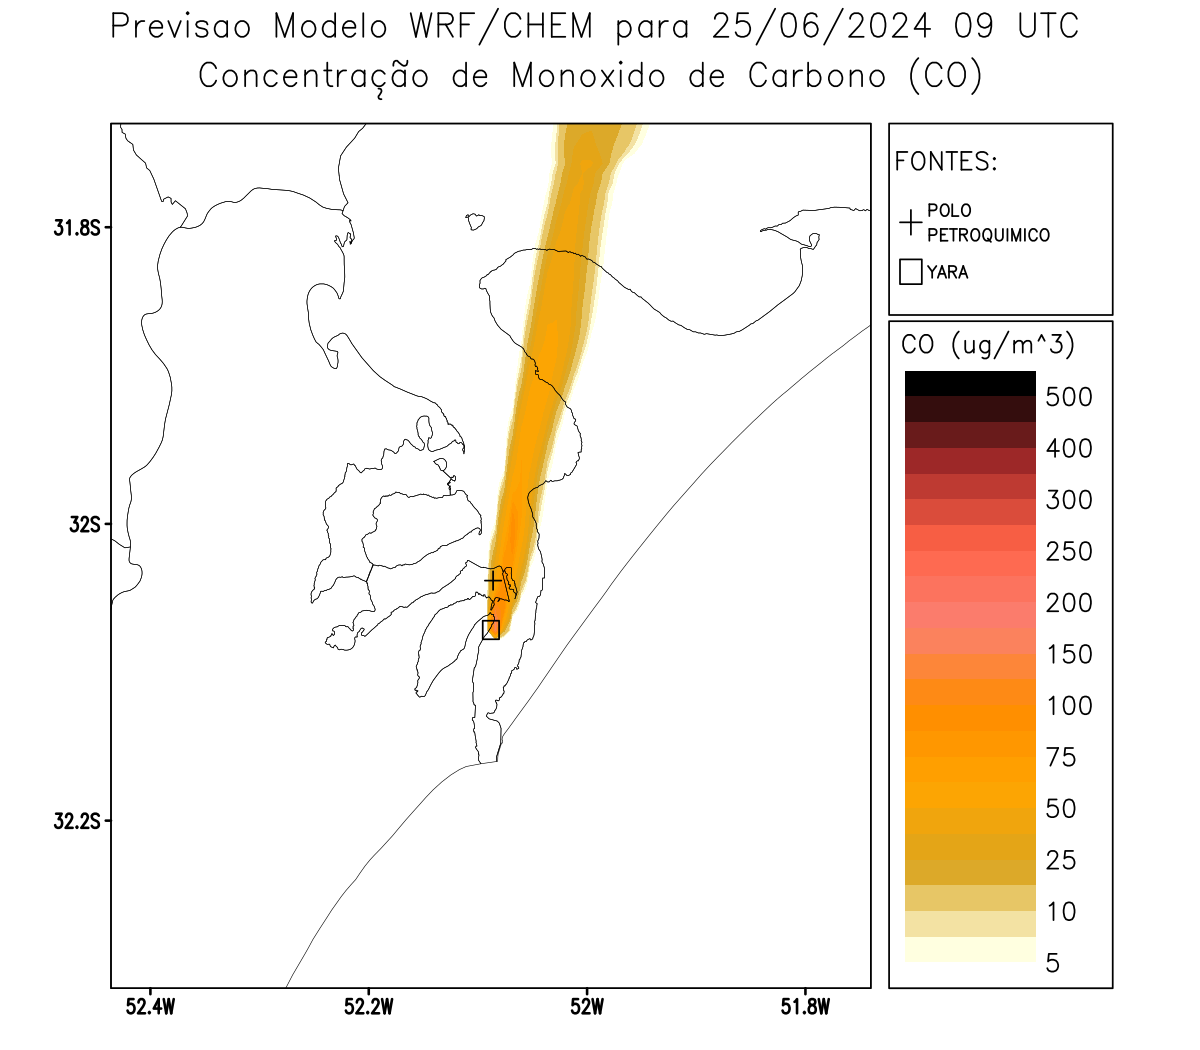 Previsao Modelo WRF/CHEM para 25/06/2024 09 UTC
Concentração de Monoxido de Carbono (CO)
FONTES:
POLO
PETROQUIMICO
YARA
CO (ug/m^3)
500
400
300
250
200
150
100
75
50
25
10
5
31.8S
32S
32.2S
52.4W
52.2W
52W
51.8W